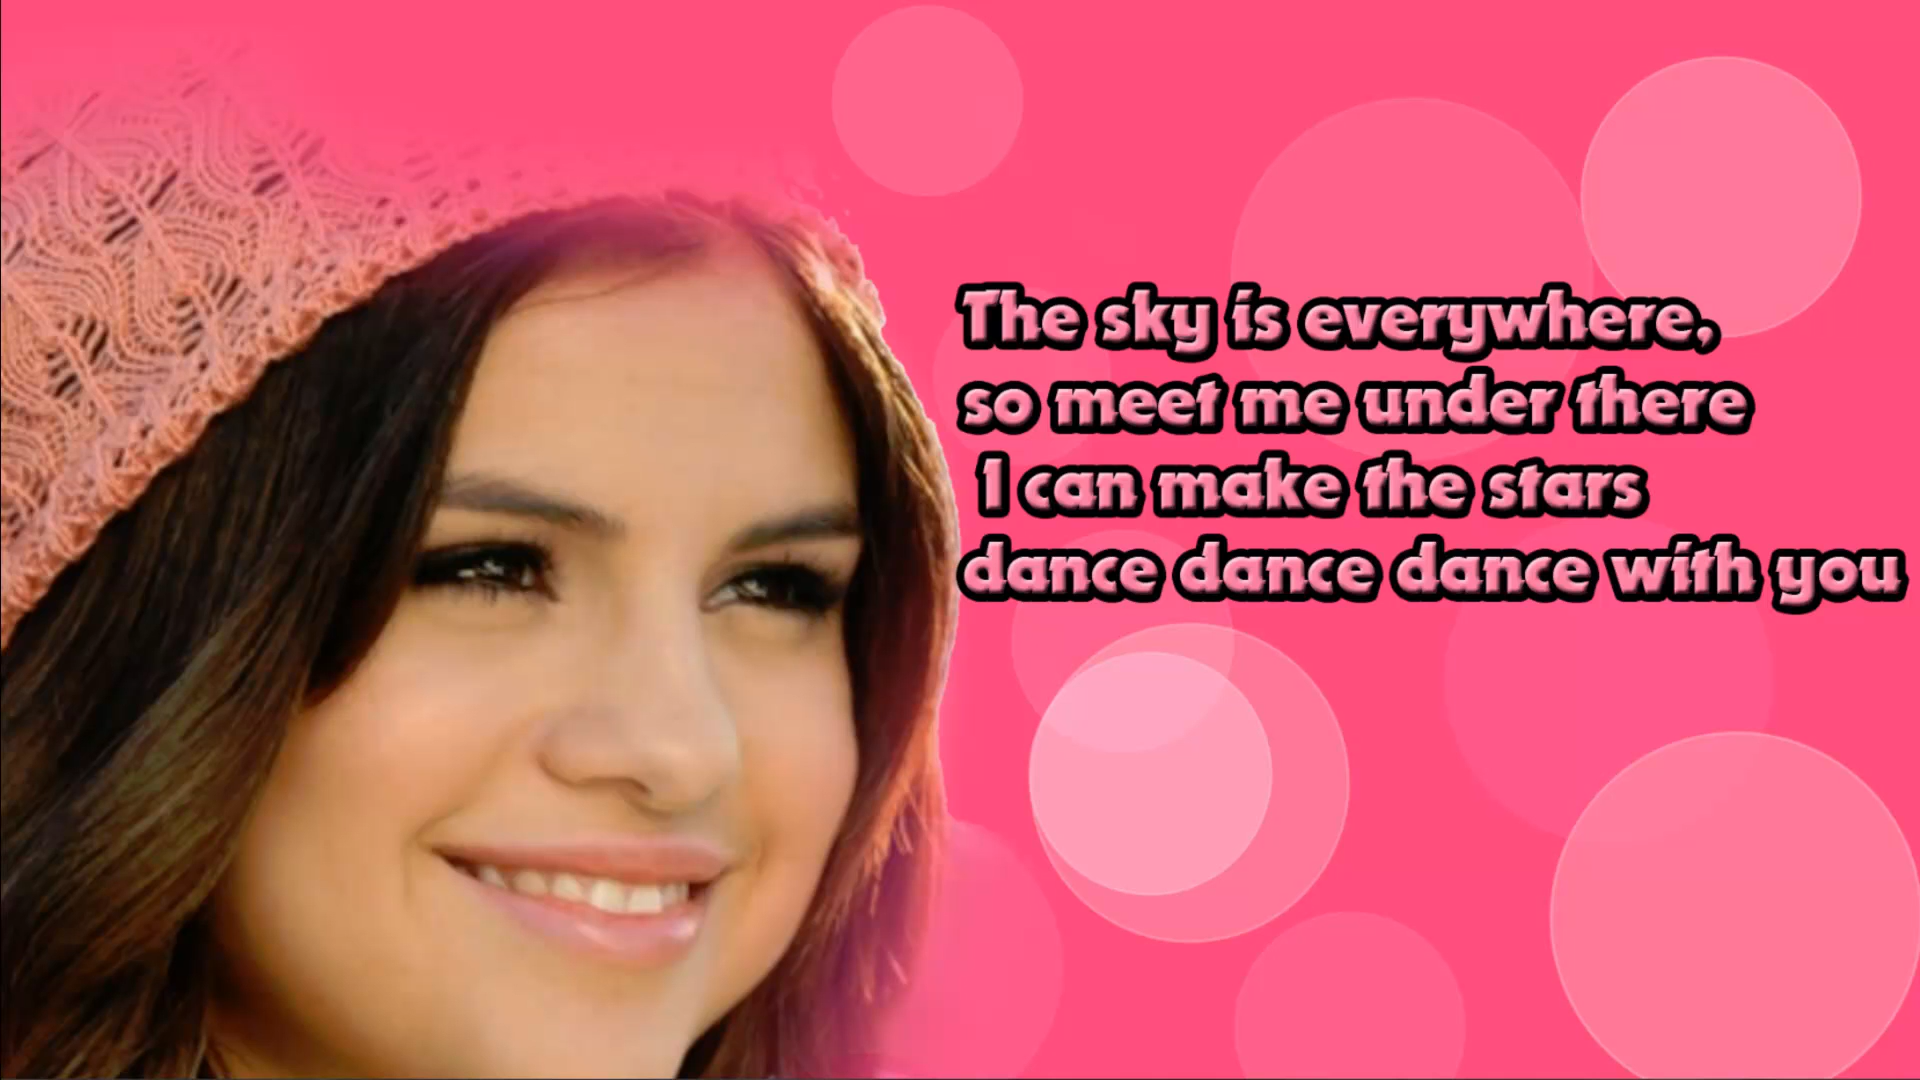 The sky is everywhere,
so meet me under there
I can make the stars
dance dance dance with you